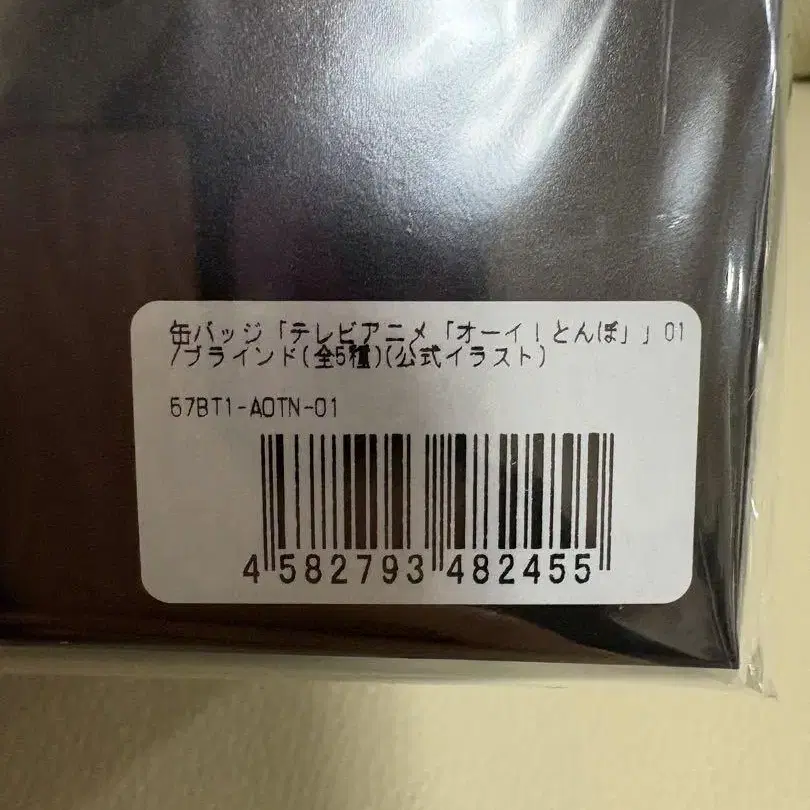 缶バッジ「テレビアニメ「オーイ!とんぼ」」01
/ブラインド(全5種)(公式イラスト)
67BT1-AOTN-01
4 582793 482455